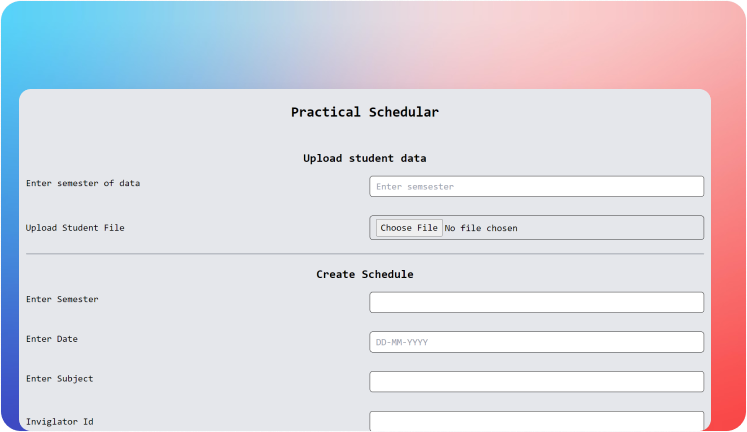 Practical Schedular
Upload student data
Enter semester of data
Enter semsester
Upload Student File
Choose File No file chosen
Create Schedule
Enter Semester
Enter Date
DD-MM-YYYY
Enter Subject
Inviglator Id